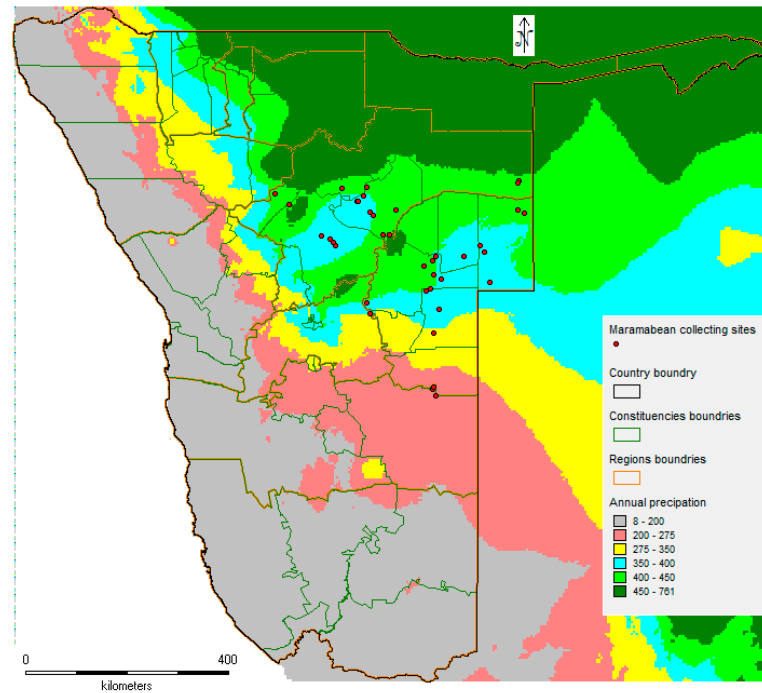 N
Maramabean collecting sites
Country boundry
Constituencies boundries
Regions boundries
Annual precipation
8 - 200
200 - 275
275 - 350
350 - 400
400 - 450
450 - 761
0 400
kilometers